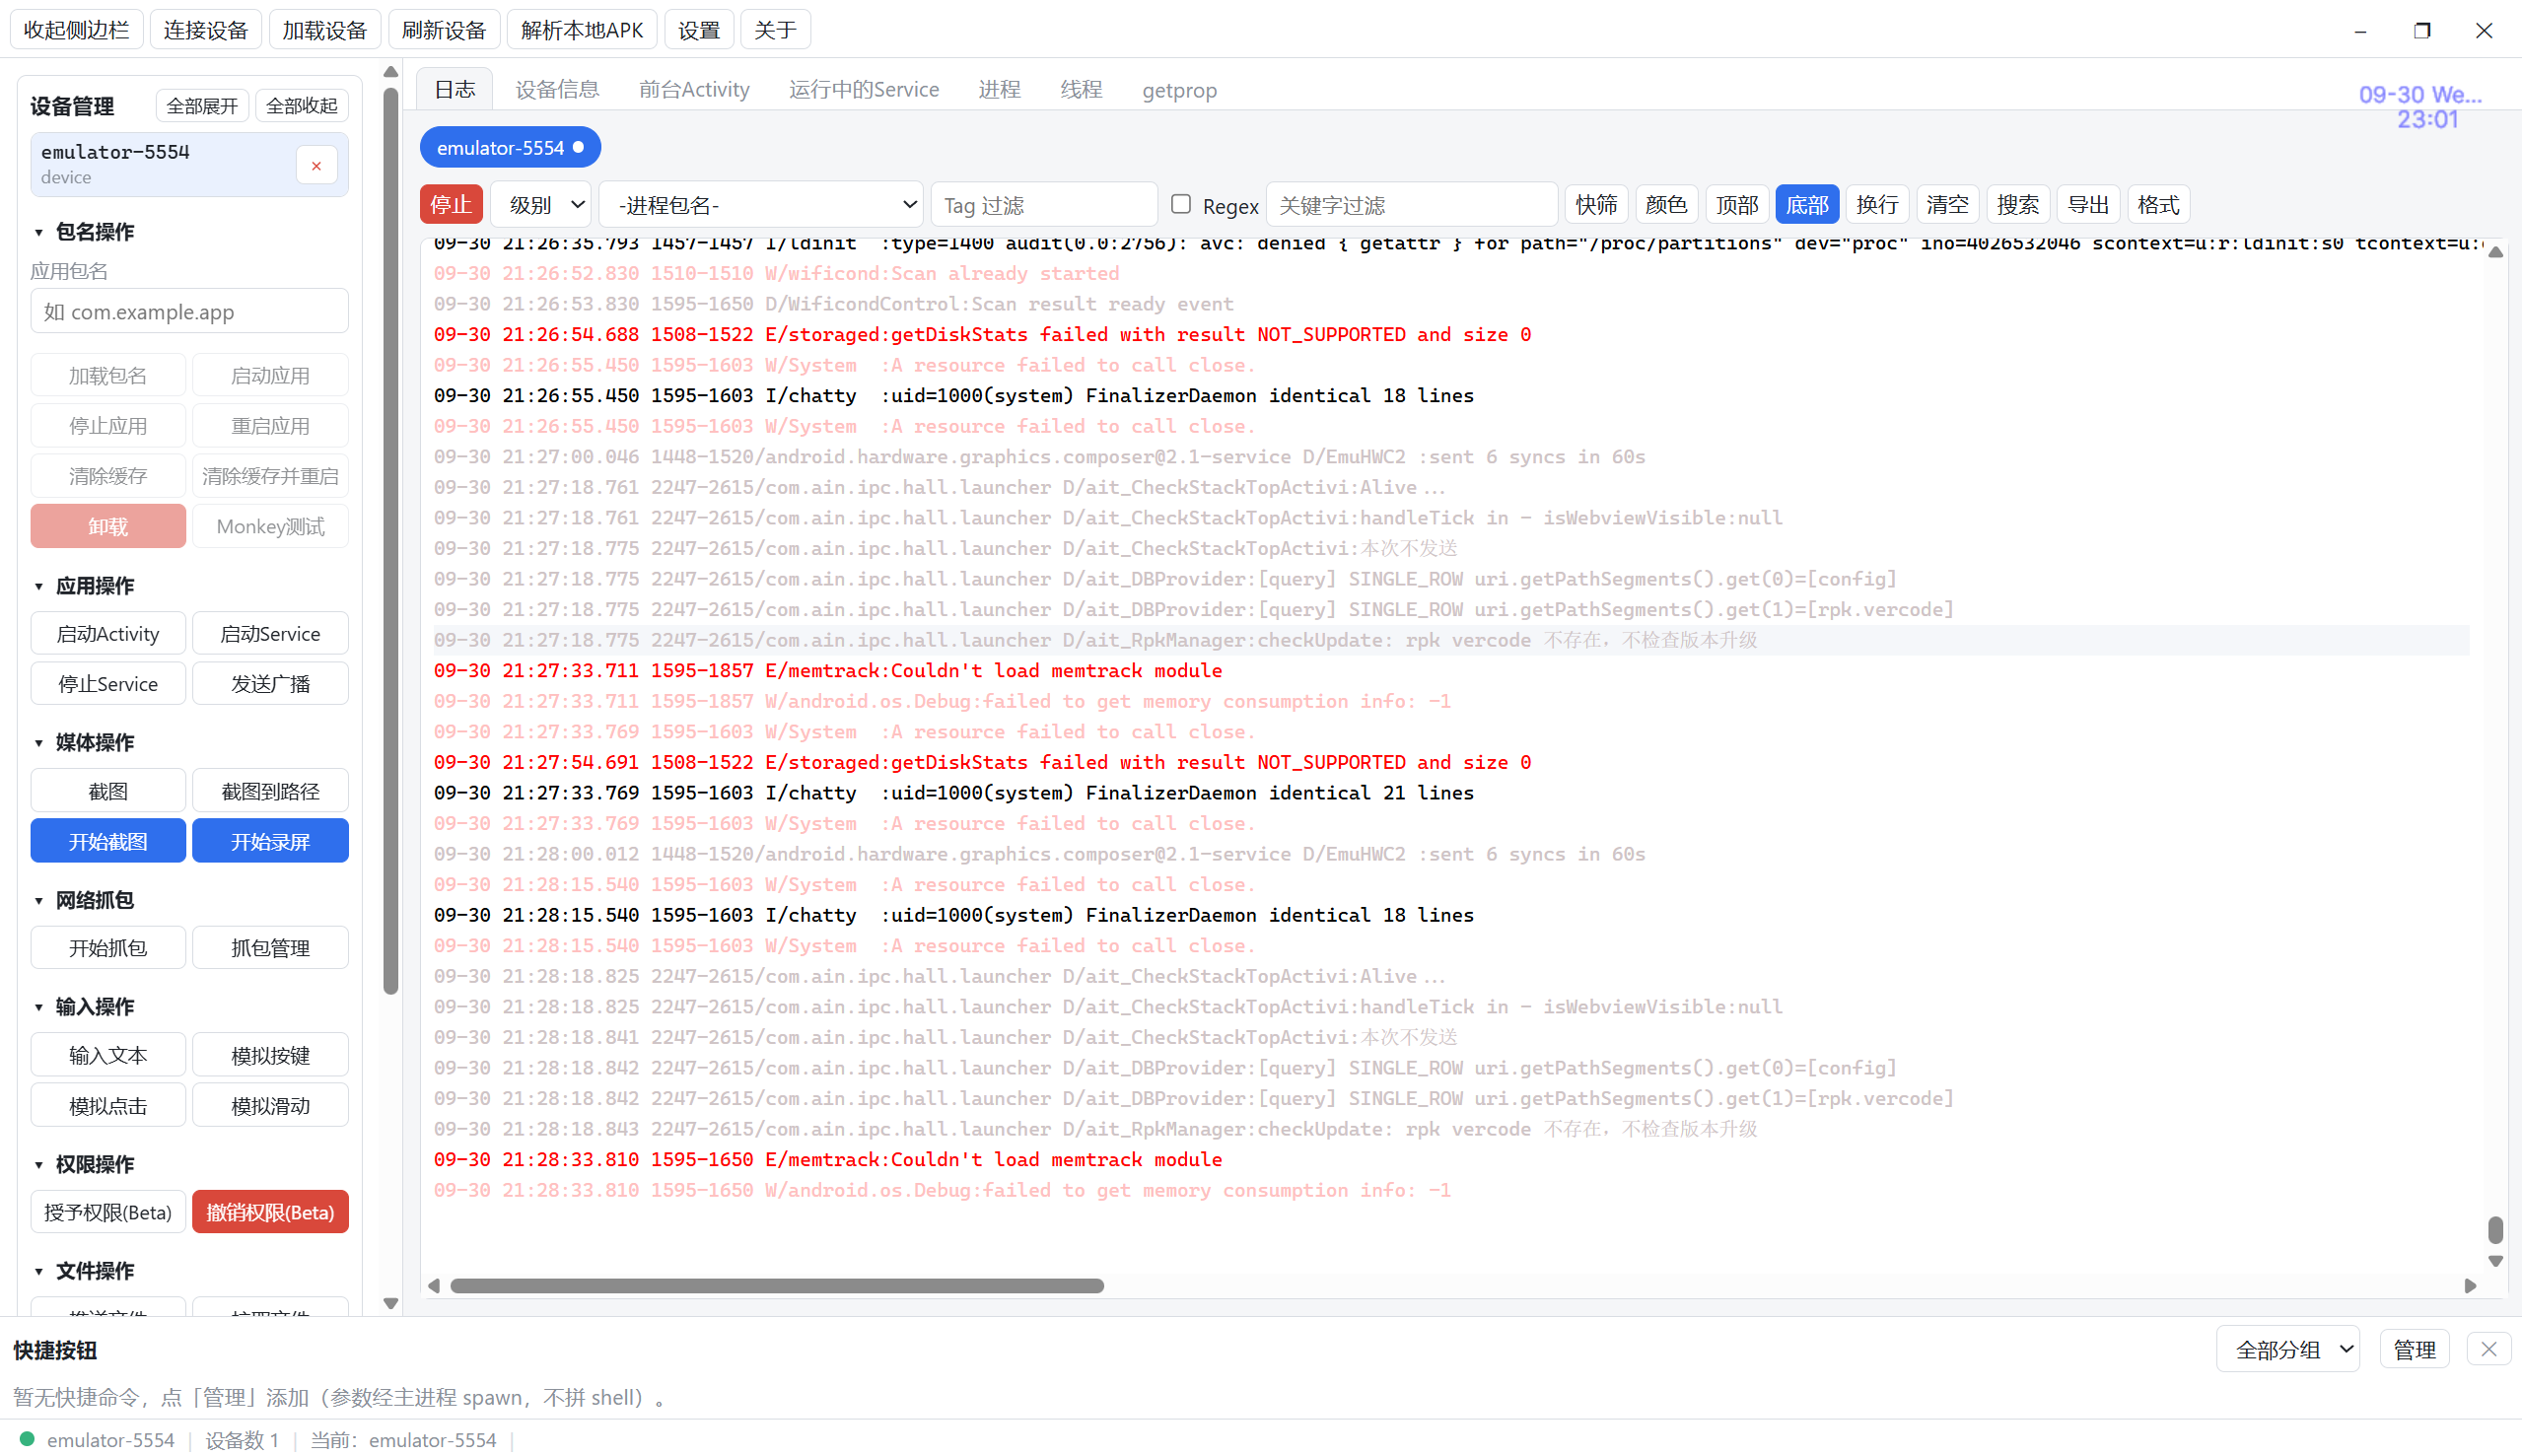 收起侧边栏 连接设备 加载设备 刷新设备 解析本地APK 设置 关于
设备管理 全部展开 全部收起
emulator-5554
device
×
包名操作
应用包名
如 com.example.app
加载包名 启动应用
停止应用 重启应用
清除缓存 清除缓存并重启
卸载 Monkey测试
应用操作
启动Activity 启动Service
停止Service 发送广播
媒体操作
截图 截图到路径
开始截图 开始录屏
网络抓包
开始抓包 抓包管理
输入操作
输入文本 模拟按键
模拟点击 模拟滑动
权限操作
授予权限(Beta) 撤销权限(Beta)
文件操作
日志 设备信息 前台Activity 运行中的Service 进程 线程 getprop
09-30 We...
23:01
emulator-5554
停止 级别 -进程包名- Tag 过滤 Regex 关键字过滤 快筛 颜色 顶部 底部 换行 清空 搜索 导出 格式
09-30 21:26:35.793 1457-1457 I/ldinit  :type=1400 audit(0.0:2756): avc: denied { getattr } for path="/proc/partitions" dev="proc" ino=4026532046 scontext=u:r:ldinit:s0 tcontext=u:
09-30 21:26:52.830 1510-1510 W/wificond:Scan already started
09-30 21:26:53.830 1595-1650 D/WificondControl:Scan result ready event
09-30 21:26:54.688 1508-1522 E/storaged:getDiskStats failed with result NOT_SUPPORTED and size 0
09-30 21:26:55.450 1595-1603 W/System  :A resource failed to call close.
09-30 21:26:55.450 1595-1603 I/chatty  :uid=1000(system) FinalizerDaemon identical 18 lines
09-30 21:26:55.450 1595-1603 W/System  :A resource failed to call close.
09-30 21:27:00.046 1448-1520/android.hardware.graphics.composer@2.1-service D/EmuHWC2 :sent 6 syncs in 60s
09-30 21:27:18.761 2247-2615/com.ain.ipc.hall.launcher D/ait_CheckStackTopActivi:Alive...
09-30 21:27:18.761 2247-2615/com.ain.ipc.hall.launcher D/ait_CheckStackTopActivi:handleTick in - isWebviewVisible:null
09-30 21:27:18.775 2247-2615/com.ain.ipc.hall.launcher D/ait_CheckStackTopActivi:本次不发送
09-30 21:27:18.775 2247-2615/com.ain.ipc.hall.launcher D/ait_DBProvider:[query] SINGLE_ROW uri.getPathSegments().get(0)=[config]
09-30 21:27:18.775 2247-2615/com.ain.ipc.hall.launcher D/ait_DBProvider:[query] SINGLE_ROW uri.getPathSegments().get(1)=[rpk.vercode]
09-30 21:27:18.775 2247-2615/com.ain.ipc.hall.launcher D/ait_RpkManager:checkUpdate: rpk vercode 不存在，不检查版本升级
09-30 21:27:33.711 1595-1857 E/memtrack:Couldn't load memtrack module
09-30 21:27:33.711 1595-1857 W/android.os.Debug:failed to get memory consumption info: -1
09-30 21:27:33.769 1595-1603 W/System  :A resource failed to call close.
09-30 21:27:54.691 1508-1522 E/storaged:getDiskStats failed with result NOT_SUPPORTED and size 0
09-30 21:27:33.769 1595-1603 I/chatty  :uid=1000(system) FinalizerDaemon identical 21 lines
09-30 21:27:33.769 1595-1603 W/System  :A resource failed to call close.
09-30 21:28:00.012 1448-1520/android.hardware.graphics.composer@2.1-service D/EmuHWC2 :sent 6 syncs in 60s
09-30 21:28:15.540 1595-1603 W/System  :A resource failed to call close.
09-30 21:28:15.540 1595-1603 I/chatty  :uid=1000(system) FinalizerDaemon identical 18 lines
09-30 21:28:15.540 1595-1603 W/System  :A resource failed to call close.
09-30 21:28:18.825 2247-2615/com.ain.ipc.hall.launcher D/ait_CheckStackTopActivi:Alive...
09-30 21:28:18.825 2247-2615/com.ain.ipc.hall.launcher D/ait_CheckStackTopActivi:handleTick in - isWebviewVisible:null
09-30 21:28:18.841 2247-2615/com.ain.ipc.hall.launcher D/ait_CheckStackTopActivi:本次不发送
09-30 21:28:18.842 2247-2615/com.ain.ipc.hall.launcher D/ait_DBProvider:[query] SINGLE_ROW uri.getPathSegments().get(0)=[config]
09-30 21:28:18.842 2247-2615/com.ain.ipc.hall.launcher D/ait_DBProvider:[query] SINGLE_ROW uri.getPathSegments().get(1)=[rpk.vercode]
09-30 21:28:18.843 2247-2615/com.ain.ipc.hall.launcher D/ait_RpkManager:checkUpdate: rpk vercode 不存在，不检查版本升级
09-30 21:28:33.810 1595-1650 E/memtrack:Couldn't load memtrack module
09-30 21:28:33.810 1595-1650 W/android.os.Debug:failed to get memory consumption info: -1
快捷按钮 全部分组 管理
暂无快捷命令，点「管理」添加（参数经主进程 spawn，不拼 shell）。
emulator-5554 | 设备数 1 | 当前：emulator-5554 |